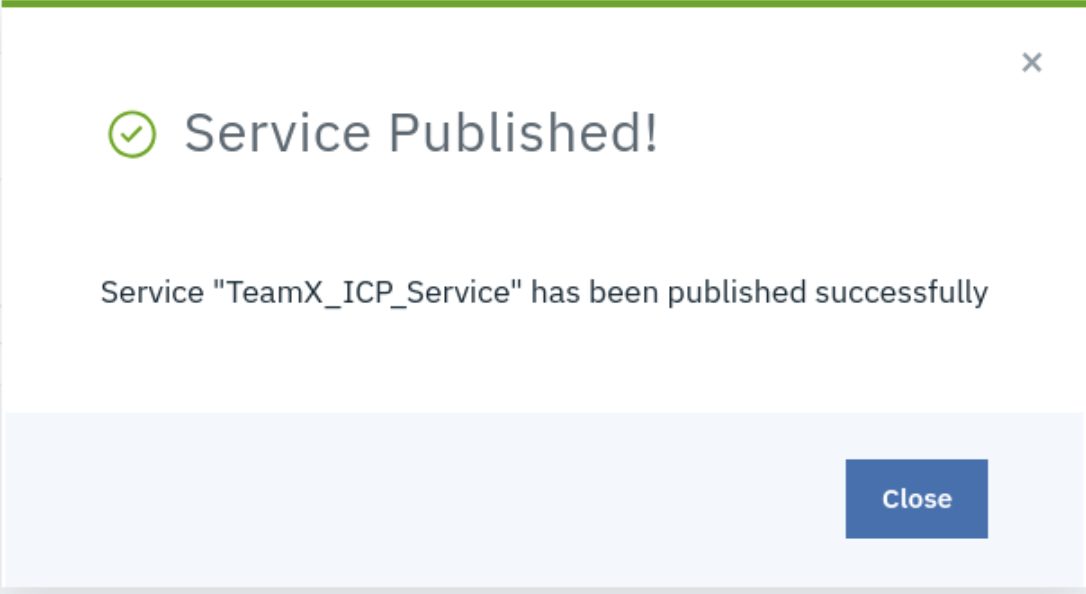 Service Published!
Service "TeamX_ICP_Service" has been published successfully
Close